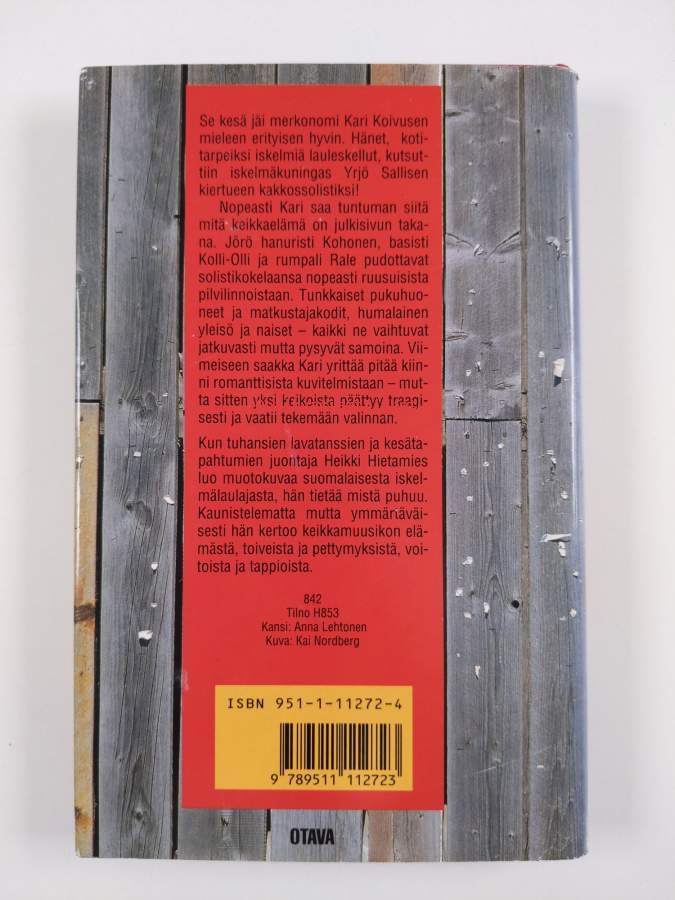 Se kesä jäi merkonomi Kari Koivusen
mieleen erityisen hyvin. Hänet, koti-
tarpeiksi iskelmiä lauleskellut, kutsut-
tiin iskelmäkuningas Yrjö Sallisen
kiertueen kakkossolistiksi!
Nopeasti Kari saa tuntuman siitä
mitä keikkaelämä on julkisivun taka-
na. Jörö hanuristi Kohonen, basisti
Kolli-Olli ja rumpali Rale pudottavat
solistikokelaansa nopeasti ruusuisista
pilvilinnoistaan. Tunkkaiset pukuhuo-
neet ja matkustajakodit, humalainen
yleisö ja naiset – kaikki ne vaihtuvat
jatkuvasti mutta pysyvät samoina. Vii-
meiseen saakka Kari yrittää pitää kiin-
ni romanttisista kuvitelmistaan – mut-
ta sitten yksi keikoista päättyy traagi-
sesti ja vaatii tekemään valinnan.
Kun tuhansien lavatanssien ja kesäta-
pahtumien juontaja Heikki Hietamies
luo muotokuvaa suomalaisesta iskel-
mälaulajasta, hän tietää mistä puhuu.
Kaunistelematta mutta ymmärtäväi-
sesti hän kertoo keikkamuusikon elä-
mästä, toiveista ja pettymyksistä, voi-
toista ja tappioista.
842
Tilno H853
Kansi: Anna Lehtonen
Kuva: Kai Nordberg
ISBN 951-1-11272-4
9 789511 112723
OTAVA